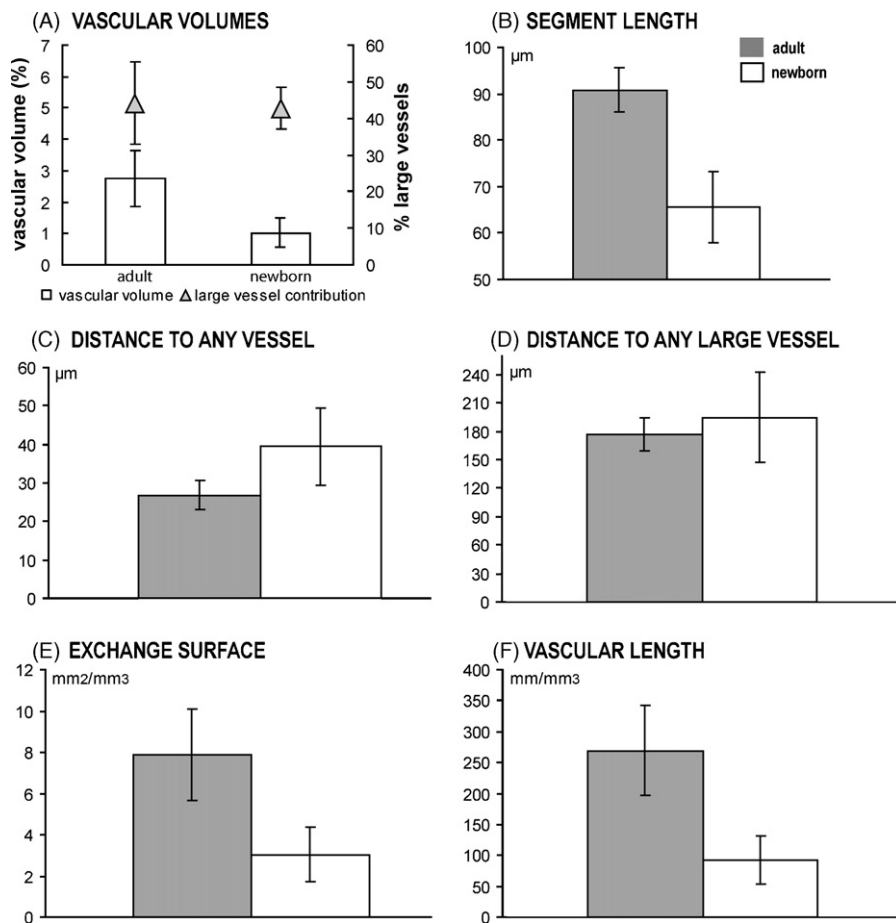 (A) VASCULAR VOLUMES
7
6
5
4
3
2
1
0
vascular volume (%)
60
50
40
30
20
10
0
% large vessels
adult
newborn
vascular volume
large vessel contribution
(B) SEGMENT LENGTH
µm
100
90
80
70
60
50
adult
newborn
(C) DISTANCE TO ANY VESSEL
60
50
40
30
20
10
0
µm
(D) DISTANCE TO ANY LARGE VESSEL
240
210
180
150
120
90
60
30
0
µm
(E) EXCHANGE SURFACE
12
10
8
6
4
2
0
mm2/mm3
(F) VASCULAR LENGTH
400
350
300
250
200
150
100
50
0
mm/mm3